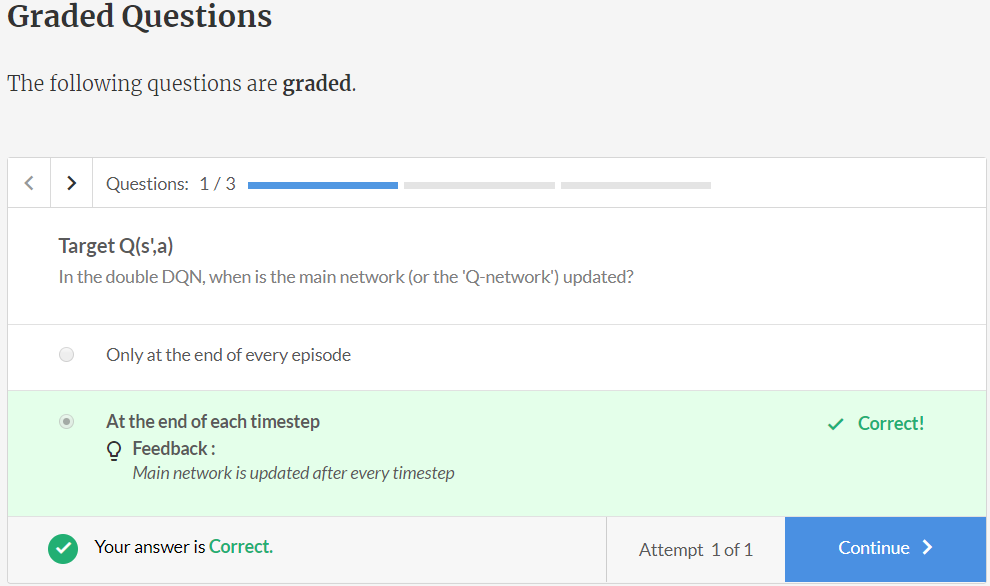 Graded Questions
The following questions are graded.
Questions: 1 / 3
Target Q(s',a)
In the double DQN, when is the main network (or the 'Q-network') updated?
Only at the end of every episode
At the end of each timestep
Correct!
Feedback :
Main network is updated after every timestep
Your answer is Correct.
Attempt 1 of 1
Continue